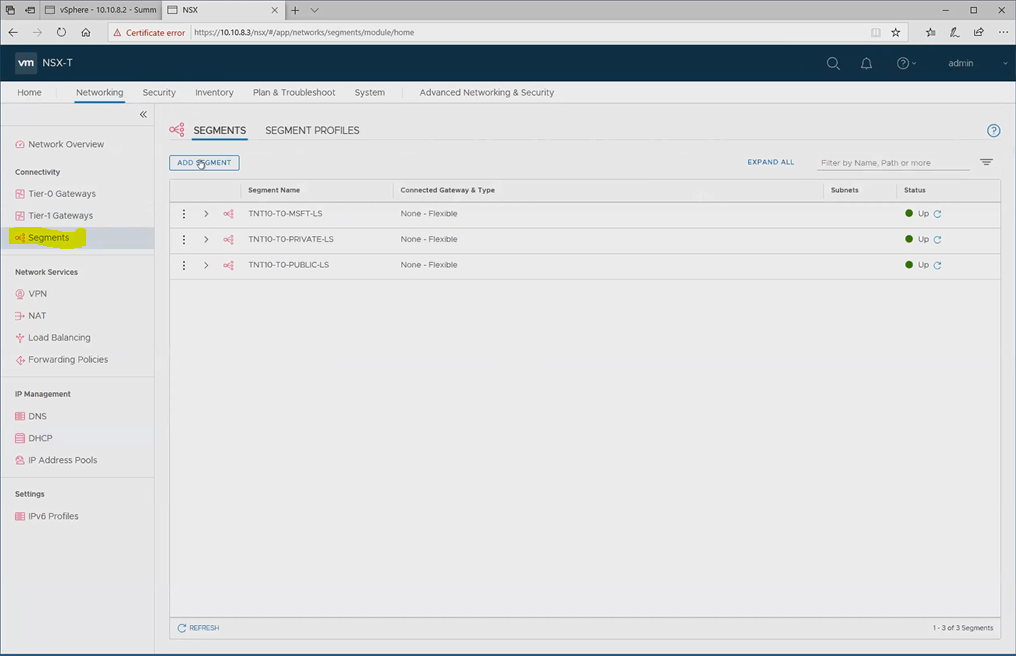 vSphere - 10.10.8.2 - Summ
NSX
Certificate error
https://10.10.8.3/nsx/#/app/networks/segments/module/home
vm NSX-T
admin
Home Networking Security Inventory Plan & Troubleshoot System Advanced Networking & Security
Network Overview
Connectivity
Tier-0 Gateways
Tier-1 Gateways
Segments
Network Services
VPN
NAT
Load Balancing
Forwarding Policies
IP Management
DNS
DHCP
IP Address Pools
Settings
IPv6 Profiles
SEGMENTS SEGMENT PROFILES
ADD SEGMENT
EXPAND ALL
Filter by Name, Path or more
Segment Name Connected Gateway & Type Subnets Status
TNT10-T0-MSFT-LS None - Flexible Up
TNT10-T0-PRIVATE-LS None - Flexible Up
TNT10-T0-PUBLIC-LS None - Flexible Up
REFRESH
1 - 3 of 3 Segments